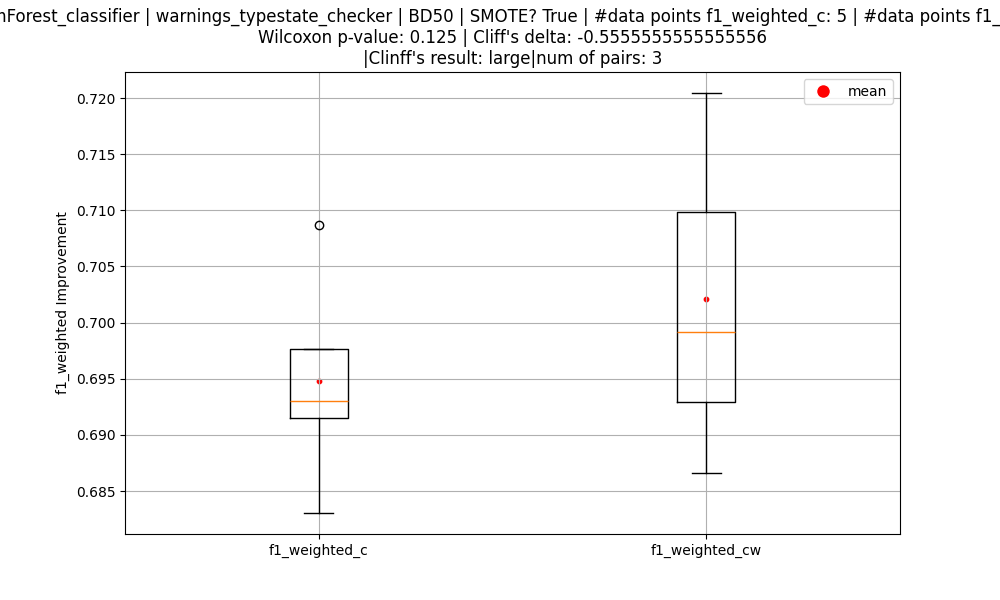 Forest_classifier | warnings_typestate_checker | BD50 | SMOTE? True | #data points f1_weighted_c: 5 | #data points f1_
Wilcoxon p-value: 0.125 | Cliff's delta: -0.5555555555555556
|Clinff's result: large|num of pairs: 3
mean
0.720
0.715
0.710
0.705
0.700
0.695
0.690
0.685
f1_weighted Improvement
f1_weighted_c
f1_weighted_cw